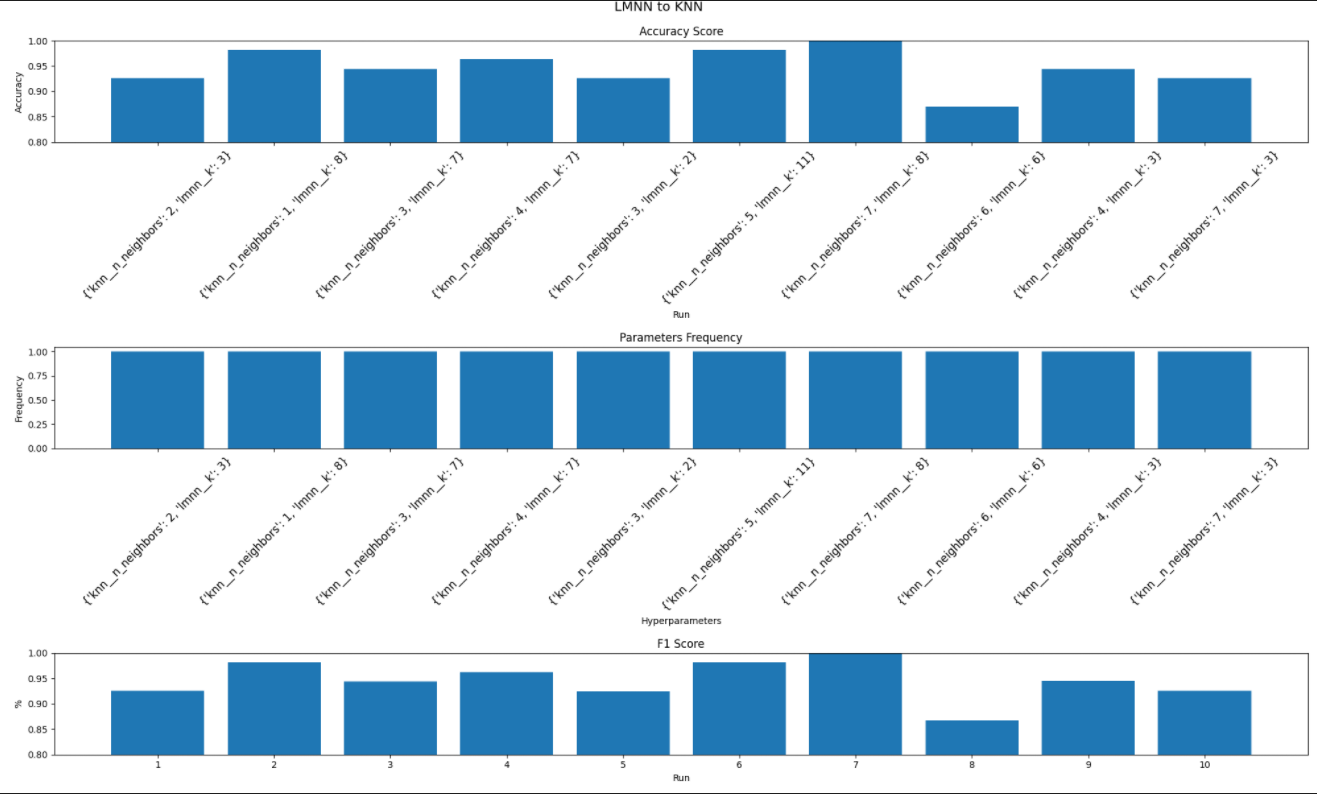 LMNN to KNN
Accuracy Score
1.00
0.95
0.90
0.85
0.80
Accuracy
{'knn__n_neighbors': 2, 'lmnn__k': 3}
{'knn__n_neighbors': 1, 'lmnn__k': 8}
{'knn__n_neighbors': 3, 'lmnn__k': 7}
{'knn__n_neighbors': 4, 'lmnn__k': 7}
{'knn__n_neighbors': 3, 'lmnn__k': 2}
{'knn__n_neighbors': 5, 'lmnn__k': 11}
{'knn__n_neighbors': 7, 'lmnn__k': 8}
{'knn__n_neighbors': 6, 'lmnn__k': 6}
{'knn__n_neighbors': 4, 'lmnn__k': 3}
{'knn__n_neighbors': 7, 'lmnn__k': 3}
Run
Parameters Frequency
1.00
0.75
0.50
0.25
0.00
Frequency
{'knn__n_neighbors': 2, 'lmnn__k': 3}
{'knn__n_neighbors': 1, 'lmnn__k': 8}
{'knn__n_neighbors': 3, 'lmnn__k': 7}
{'knn__n_neighbors': 4, 'lmnn__k': 7}
{'knn__n_neighbors': 3, 'lmnn__k': 2}
{'knn__n_neighbors': 5, 'lmnn__k': 11}
{'knn__n_neighbors': 7, 'lmnn__k': 8}
{'knn__n_neighbors': 6, 'lmnn__k': 6}
{'knn__n_neighbors': 4, 'lmnn__k': 3}
{'knn__n_neighbors': 7, 'lmnn__k': 3}
Hyperparameters
F1 Score
1.00
0.95
0.90
0.85
0.80
%
1 2 3 4 5 6 7 8 9 10
Run